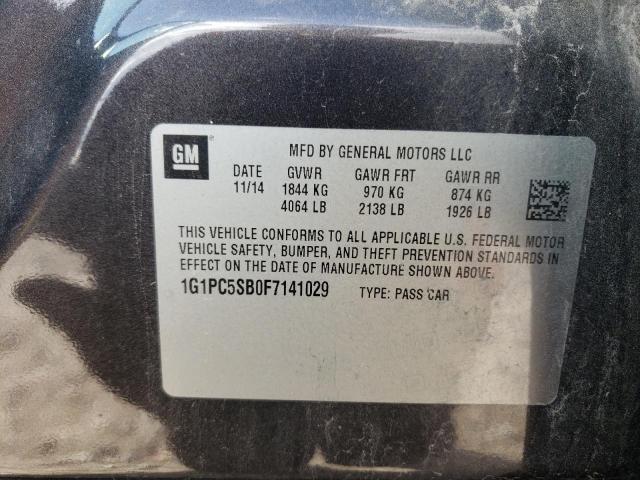 GM
MFD BY GENERAL MOTORS LLC
DATE GVWR GAWR FRT GAWR RR
11/14 1844 KG 970 KG 874 KG
4064 LB 2138 LB 1926 LB
THIS VEHICLE CONFORMS TO ALL APPLICABLE U.S. FEDERAL MOTOR
VEHICLE SAFETY, BUMPER, AND THEFT PREVENTION STANDARDS IN
EFFECT ON THE DATE OF MANUFACTURE SHOWN ABOVE.
1G1PC5SB0F7141029 TYPE: PASS CAR